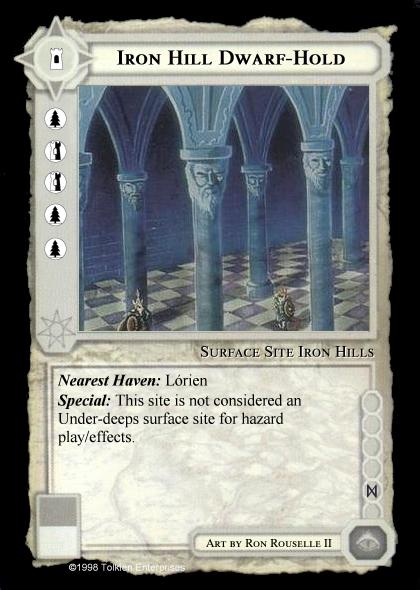 Iron Hill Dwarf-Hold
Surface Site Iron Hills
Nearest Haven: Lórien
Special: This site is not considered an
Under-deeps surface site for hazard
play/effects.
Art by Ron Rouselle II
©1998 Tolkien Enterprises